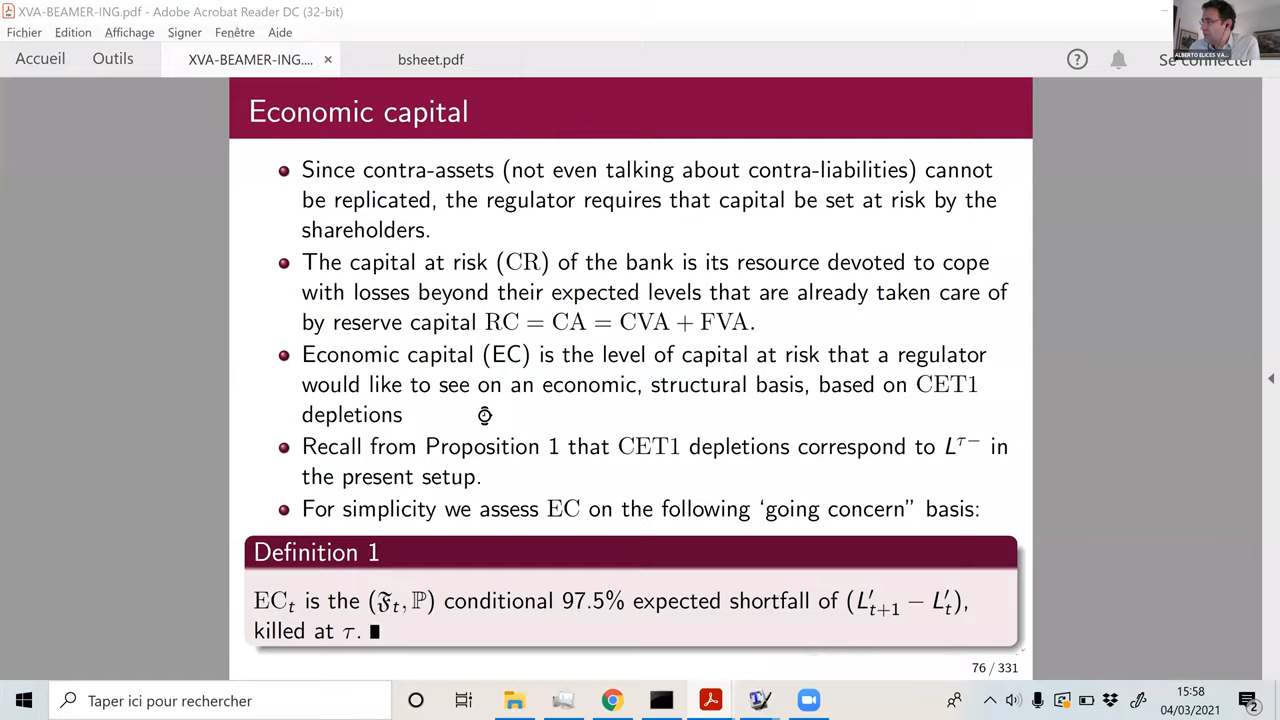 XVA-BEAMER-ING.pdf - Adobe Acrobat Reader DC (32-bit)
Fichier Edition Affichage Signer Fenêtre Aide
Accueil Outils XVA-BEAMER-ING.... × bsheet.pdf Se connecter
ALBERTO ELICES VA...
Economic capital
Since contra-assets (not even talking about contra-liabilities) cannot
be replicated, the regulator requires that capital be set at risk by the
shareholders.
The capital at risk (CR) of the bank is its resource devoted to cope
with losses beyond their expected levels that are already taken care of
by reserve capital RC = CA = CVA + FVA.
Economic capital (EC) is the level of capital at risk that a regulator
would like to see on an economic, structural basis, based on CET1
depletions
Recall from Proposition 1 that CET1 depletions correspond to L^{τ−} in
the present setup.
For simplicity we assess EC on the following ‘going concern” basis:
Definition 1
EC_t is the (𝔉_t, ℙ) conditional 97.5% expected shortfall of (L′_{t+1} − L′_t),
killed at τ. ■
76 / 331
Taper ici pour rechercher
15:58
04/03/2021
2